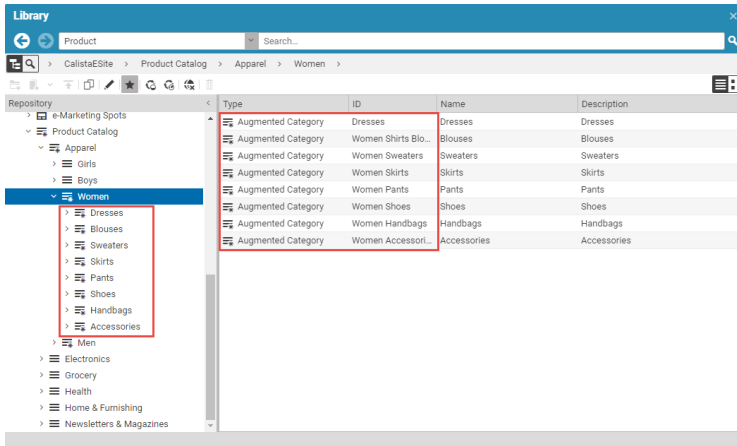 Library
Product
Search...
CalistaESite > Product Catalog > Apparel > Women >
Repository
Type ID Name Description
e-Marketing Spots
Product Catalog
Apparel
Girls
Boys
Women
Dresses
Blouses
Sweaters
Skirts
Pants
Shoes
Handbags
Accessories
Men
Electronics
Grocery
Health
Home & Furnishing
Newsletters & Magazines
Augmented Category Dresses Dresses Dresses
Augmented Category Women Shirts Blo... Blouses Blouses
Augmented Category Women Sweaters Sweaters Sweaters
Augmented Category Women Skirts Skirts Skirts
Augmented Category Women Pants Pants Pants
Augmented Category Women Shoes Shoes Shoes
Augmented Category Women Handbags Handbags Handbags
Augmented Category Women Accessori... Accessories Accessories